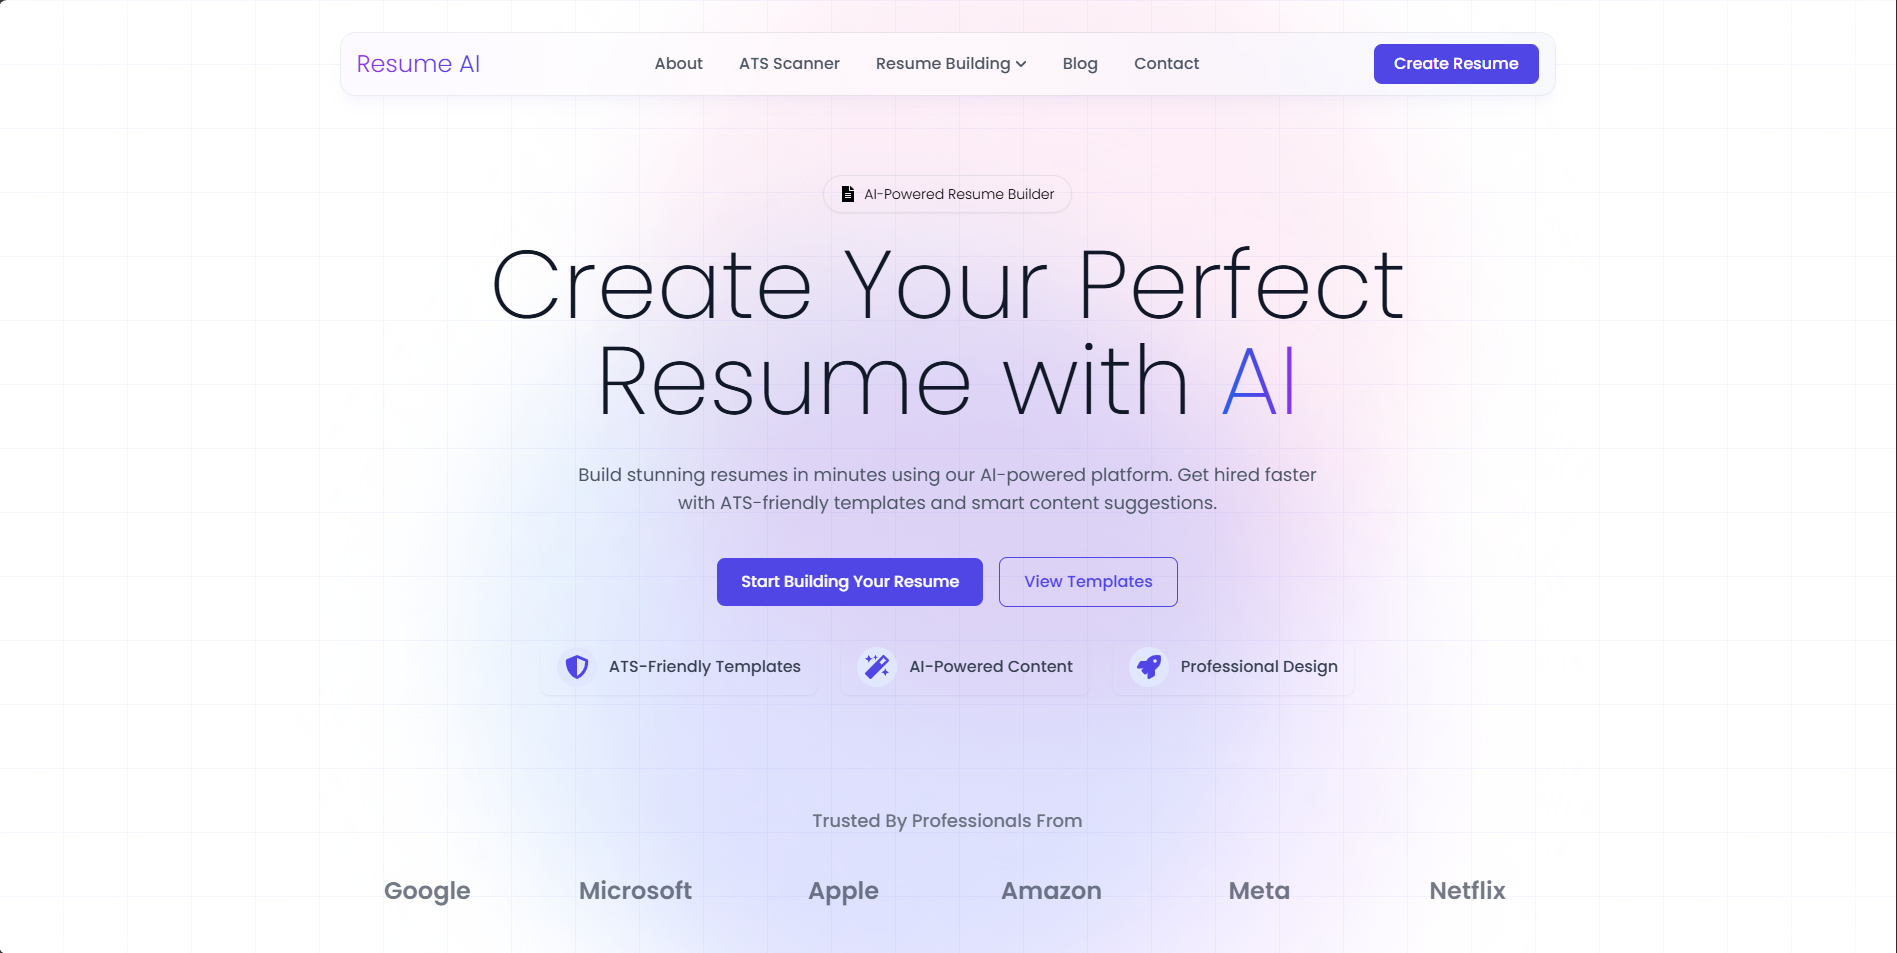 Resume AI
About
ATS Scanner
Resume Building
Blog
Contact
Create Resume
AI-Powered Resume Builder
Create Your Perfect
Resume with AI
Build stunning resumes in minutes using our AI-powered platform. Get hired faster
with ATS-friendly templates and smart content suggestions.
Start Building Your Resume
View Templates
ATS-Friendly Templates
AI-Powered Content
Professional Design
Trusted By Professionals From
Google
Microsoft
Apple
Amazon
Meta
Netflix